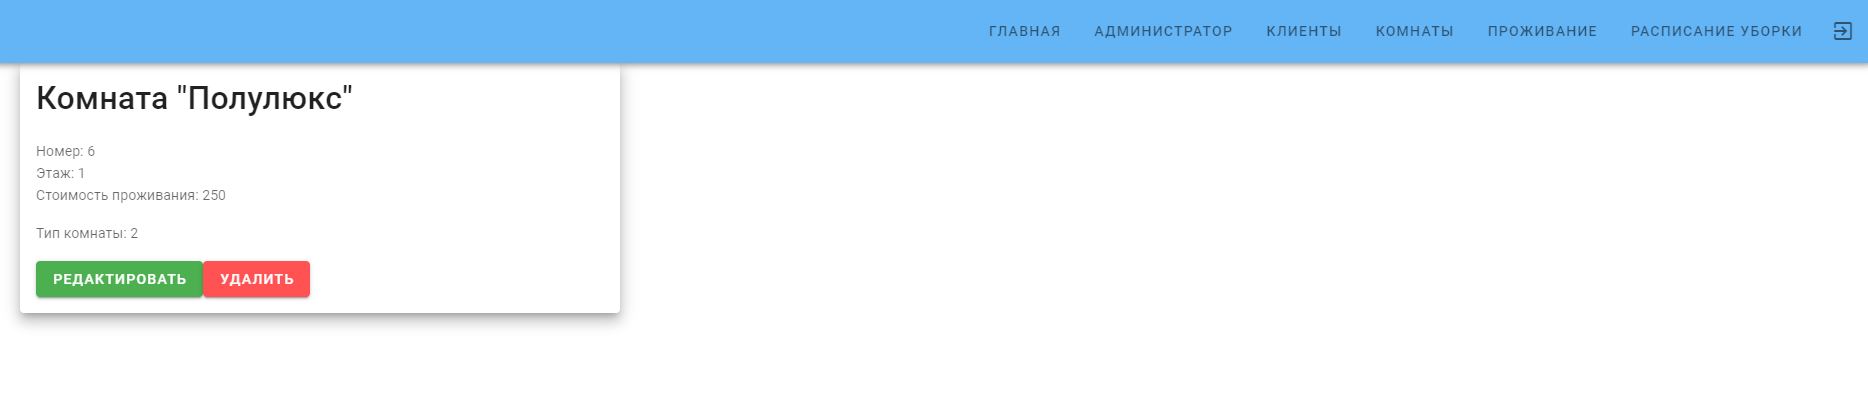 ГЛАВНАЯ АДМИНИСТРАТОР КЛИЕНТЫ КОМНАТЫ ПРОЖИВАНИЕ РАСПИСАНИЕ УБОРКИ
Комната "Полулюкс"
Номер: 6
Этаж: 1
Стоимость проживания: 250
Тип комнаты: 2
РЕДАКТИРОВАТЬ УДАЛИТЬ